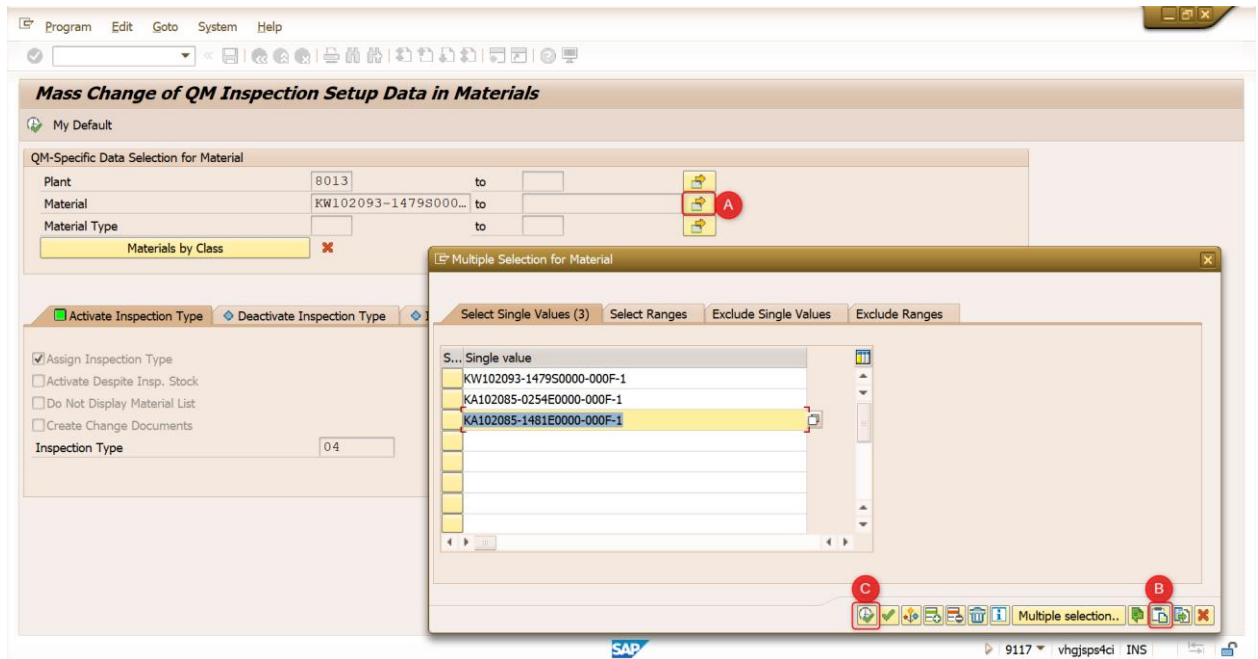 Program Edit Goto System Help
Mass Change of QM Inspection Setup Data in Materials
My Default
QM-Specific Data Selection for Material
Plant 8013 to
Material KW102093-1479S000... to
A
Material Type to
Materials by Class
Multiple Selection for Material
Activate Inspection Type Deactivate Inspection Type
Select Single Values (3) Select Ranges Exclude Single Values Exclude Ranges
Assign Inspection Type
Activate Despite Insp. Stock
Do Not Display Material List
Create Change Documents
Inspection Type 04
S... Single value
KW102093-1479S0000-000F-1
KA102085-0254E0000-000F-1
KA102085-1481E0000-000F-1
C B
Multiple selection..
SAP 9117 vhgjsps4ci INS